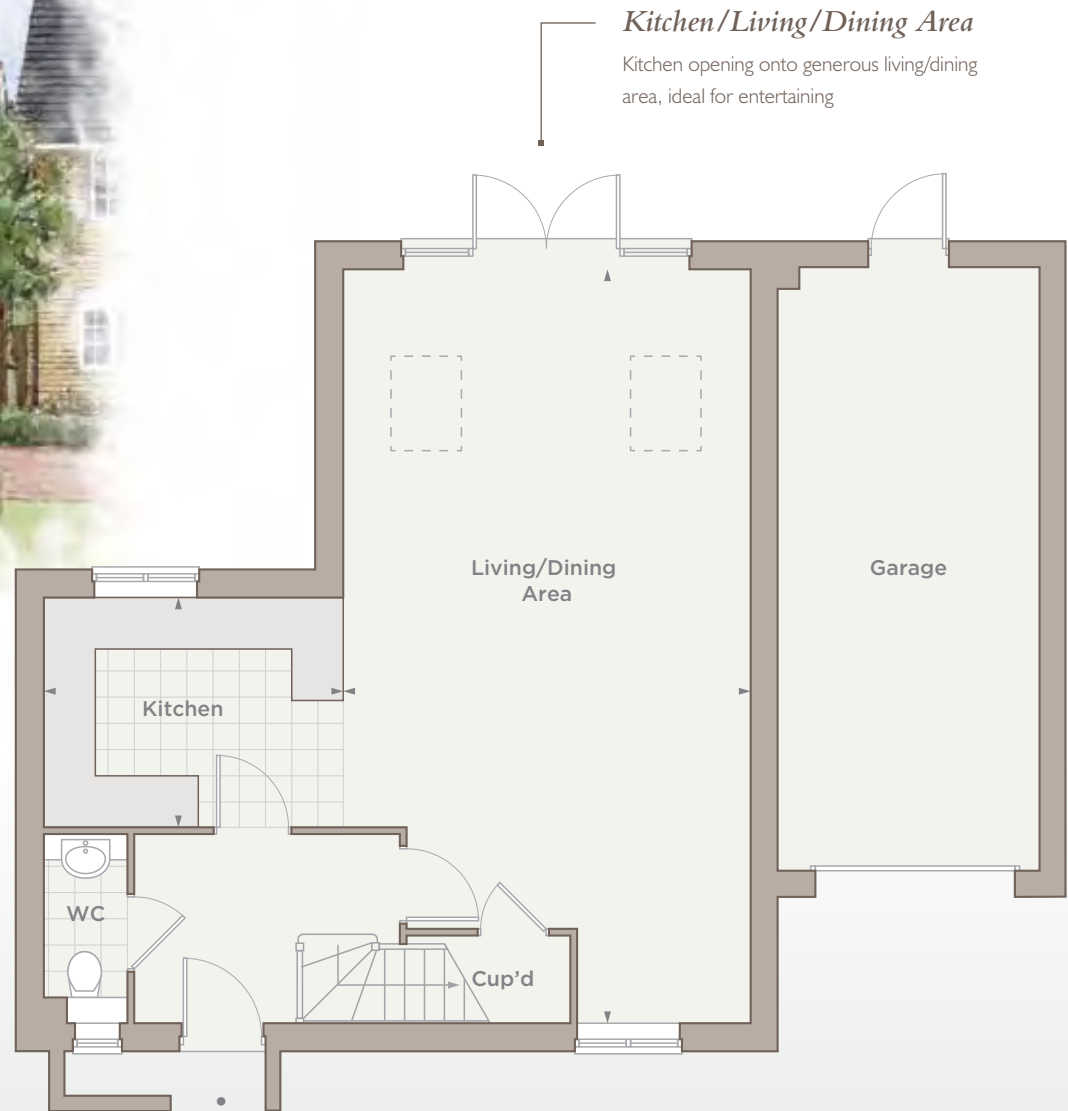 Kitchen/Living/Dining Area
Kitchen opening onto generous living/dining
area, ideal for entertaining
Living/Dining
Area
Garage
Kitchen
WC
Cup'd